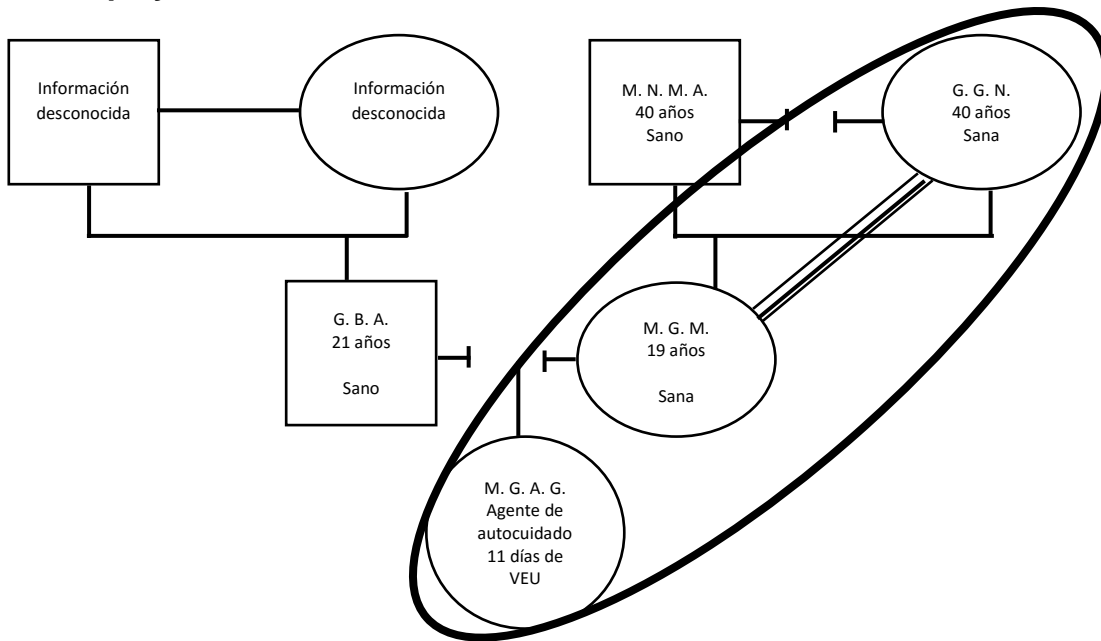 Información
desconocida
Información
desconocida
M. N. M. A.
40 años
Sano
G. G. N.
40 años
Sana
G. B. A.
21 años
Sano
M. G. M.
19 años
Sana
M. G. A. G.
Agente de
autocuidado
11 días de
VEU